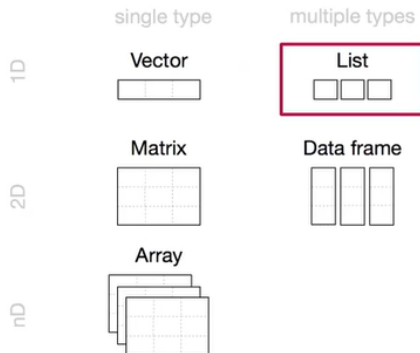 single type
multiple types
1D
Vector
List
2D
Matrix
Data frame
nD
Array